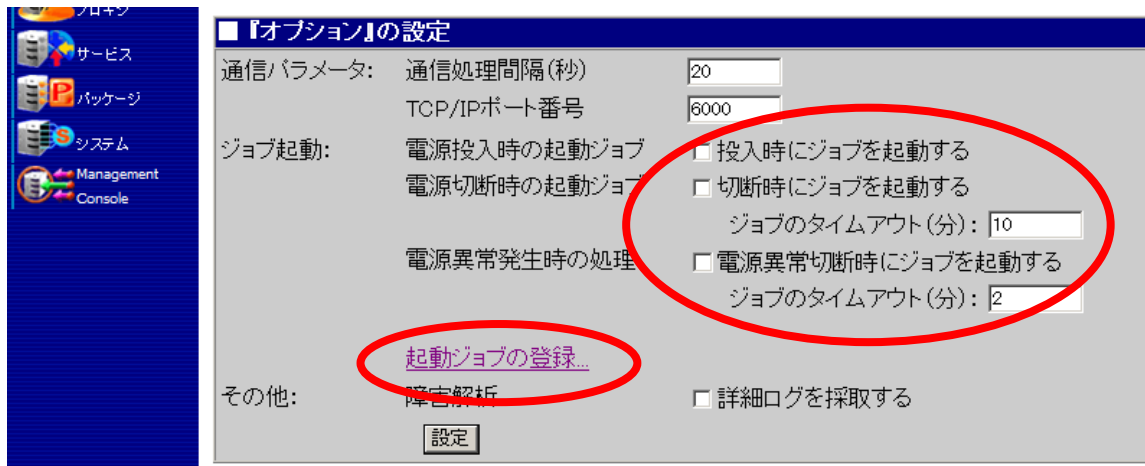 プロキシ
サービス
パッケージ
システム
Management
Console
■『オプション』の設定
通信パラメータ: 通信処理間隔(秒) 20
TCP/IPポート番号 6000
ジョブ起動: 電源投入時の起動ジョブ 投入時にジョブを起動する
電源切断時の起動ジョブ 切断時にジョブを起動する
ジョブのタイムアウト(分): 10
電源異常発生時の処理 電源異常切断時にジョブを起動する
ジョブのタイムアウト(分): 2
起動ジョブの登録...
その他: 障害解析 詳細ログを採取する
設定